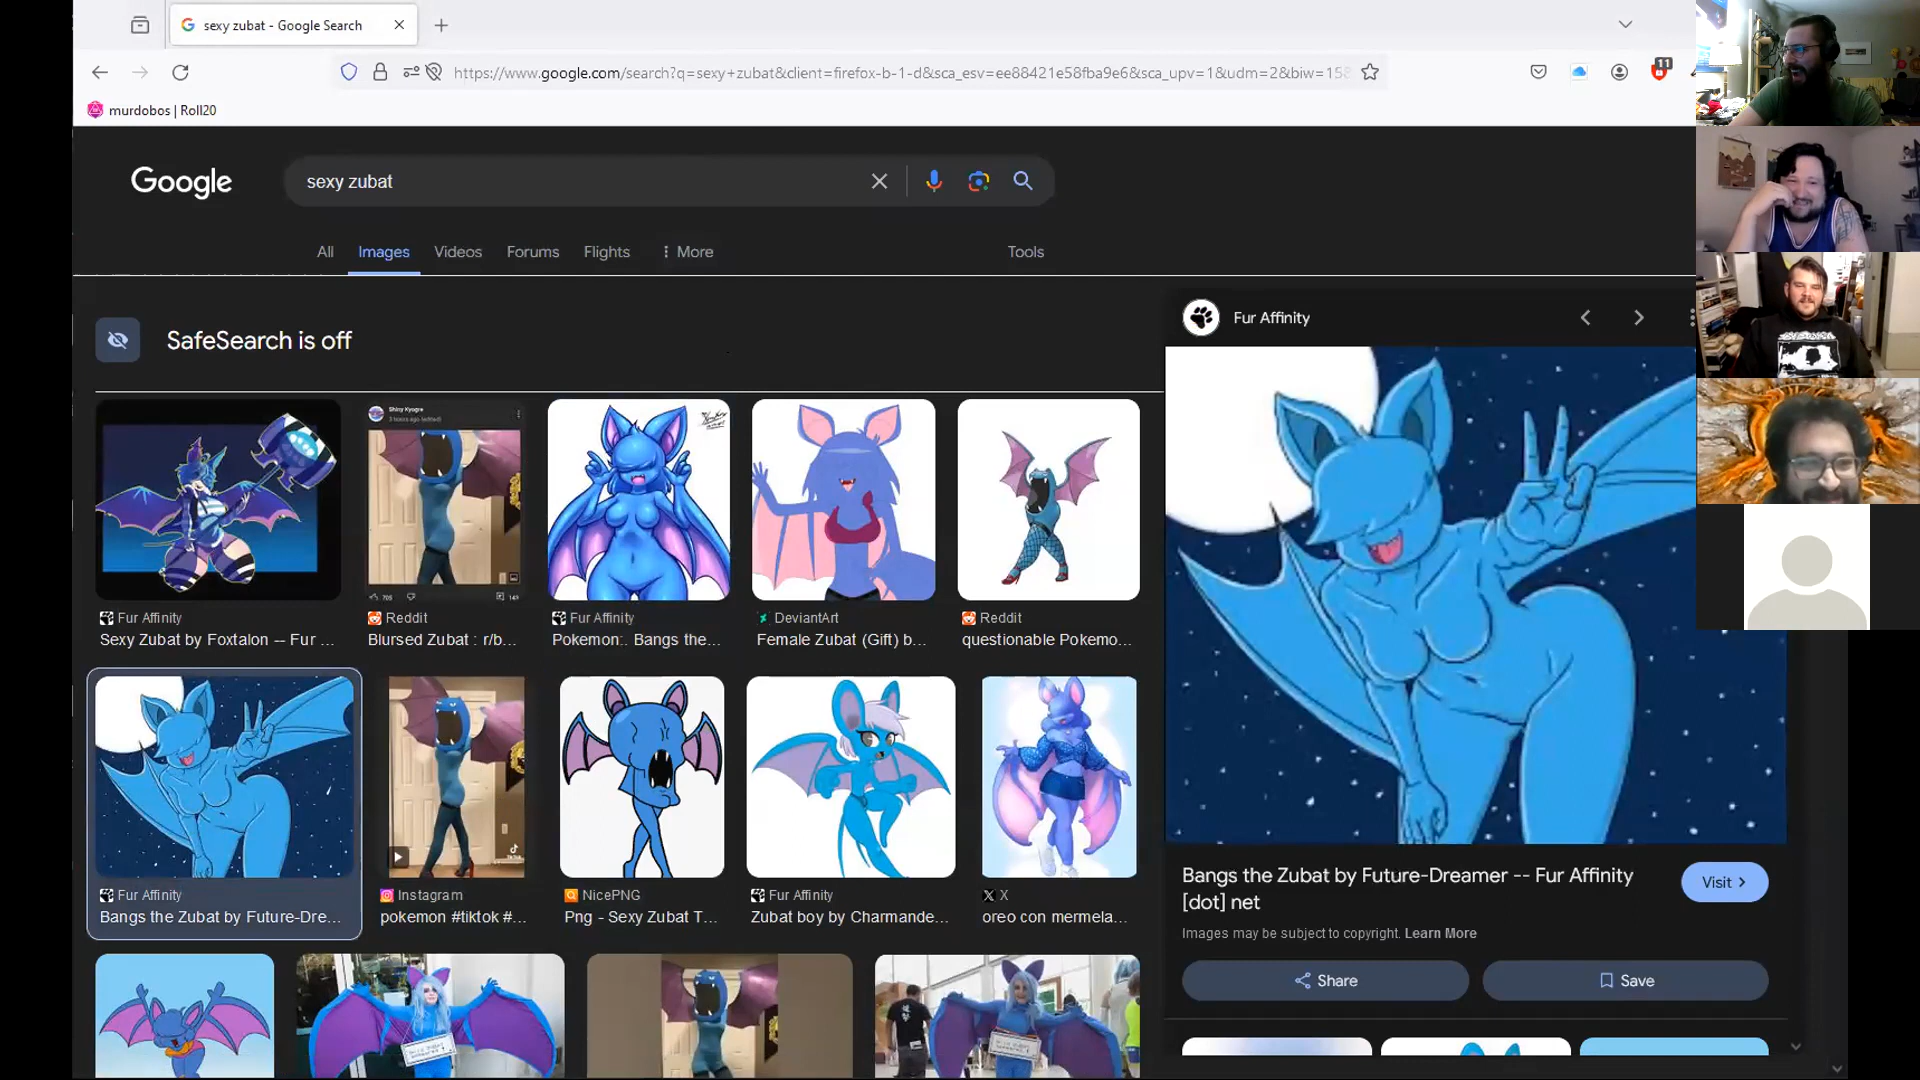 sexy zubat - Google Search
https://www.google.com/search?q=sexy+zubat&client=firefox-b-1-d&sca_esv=ee88421e58fba9e6&sca_upv=1&udm=2&biw=158
11
murdobos | Roll20
Google
sexy zubat
All Images Videos Forums Flights More Tools
SafeSearch is off
Fur Affinity
Shiny Kyogre
Fur Affinity
Sexy Zubat by Foxtalon -- Fur ...
Reddit
Blursed Zubat : r/b...
Fur Affinity
Pokemon:. Bangs the...
DeviantArt
Female Zubat (Gift) b...
Reddit
questionable Pokemo...
Fur Affinity
Bangs the Zubat by Future-Dre...
Instagram
pokemon #tiktok #...
NicePNG
Png - Sexy Zubat T...
Fur Affinity
Zubat boy by Charmande...
X
oreo con mermela...
Bangs the Zubat by Future-Dreamer -- Fur Affinity
[dot] net
Visit
Images may be subject to copyright. Learn More
Share
Save